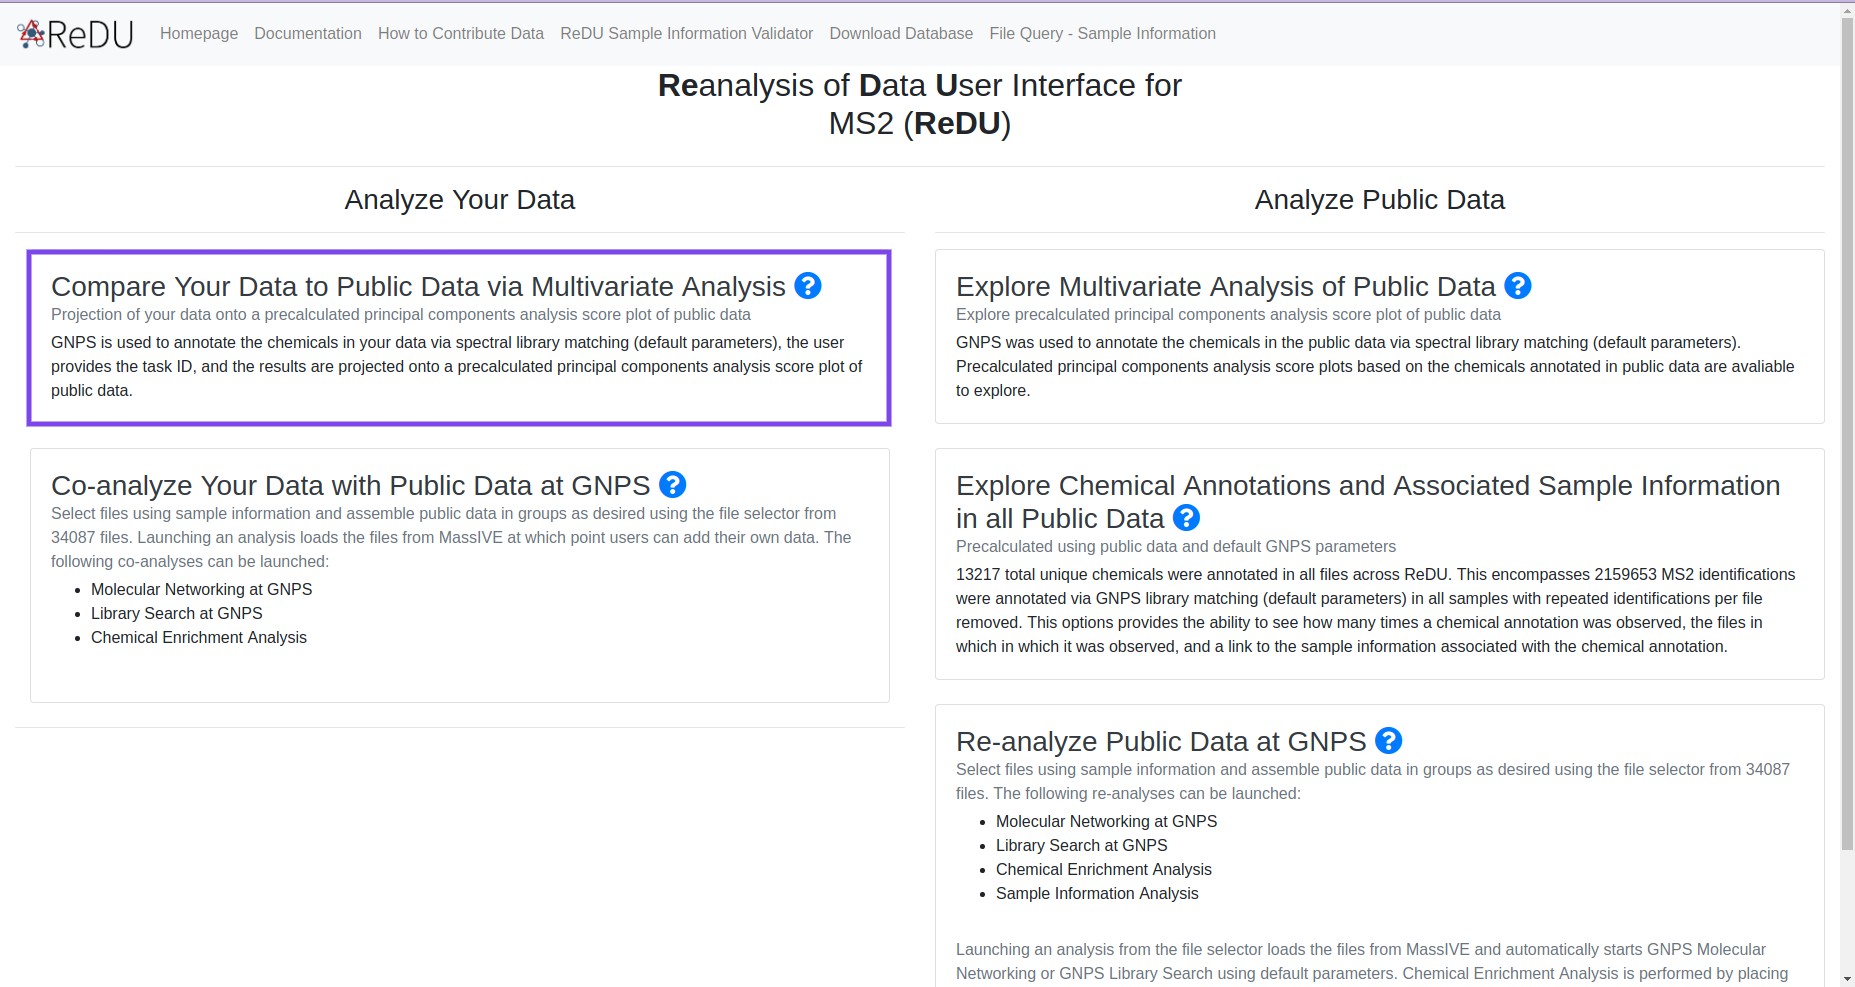 ReDU Homepage Documentation How to Contribute Data ReDU Sample Information Validator Download Database File Query - Sample Information
Reanalysis of Data User Interface for
MS2 (ReDU)
Analyze Your Data
Compare Your Data to Public Data via Multivariate Analysis ?
Projection of your data onto a precalculated principal components analysis score plot of public data
GNPS is used to annotate the chemicals in your data via spectral library matching (default parameters), the user
provides the task ID, and the results are projected onto a precalculated principal components analysis score plot of
public data.
Co-analyze Your Data with Public Data at GNPS ?
Select files using sample information and assemble public data in groups as desired using the file selector from
34087 files. Launching an analysis loads the files from MassIVE at which point users can add their own data. The
following co-analyses can be launched:
• Molecular Networking at GNPS
• Library Search at GNPS
• Chemical Enrichment Analysis
Analyze Public Data
Explore Multivariate Analysis of Public Data ?
Explore precalculated principal components analysis score plot of public data
GNPS was used to annotate the chemicals in the public data via spectral library matching (default parameters).
Precalculated principal components analysis score plots based on the chemicals annotated in public data are avaliable
to explore.
Explore Chemical Annotations and Associated Sample Information
in all Public Data ?
Precalculated using public data and default GNPS parameters
13217 total unique chemicals were annotated in all files across ReDU. This encompasses 2159653 MS2 identifications
were annotated via GNPS library matching (default parameters) in all samples with repeated identifications per file
removed. This options provides the ability to see how many times a chemical annotation was observed, the files in
which in which it was observed, and a link to the sample information associated with the chemical annotation.
Re-analyze Public Data at GNPS ?
Select files using sample information and assemble public data in groups as desired using the file selector from 34087
files. The following re-analyses can be launched:
• Molecular Networking at GNPS
• Library Search at GNPS
• Chemical Enrichment Analysis
• Sample Information Analysis
Launching an analysis from the file selector loads the files from MassIVE and automatically starts GNPS Molecular
Networking or GNPS Library Search using default parameters. Chemical Enrichment Analysis is performed by placing